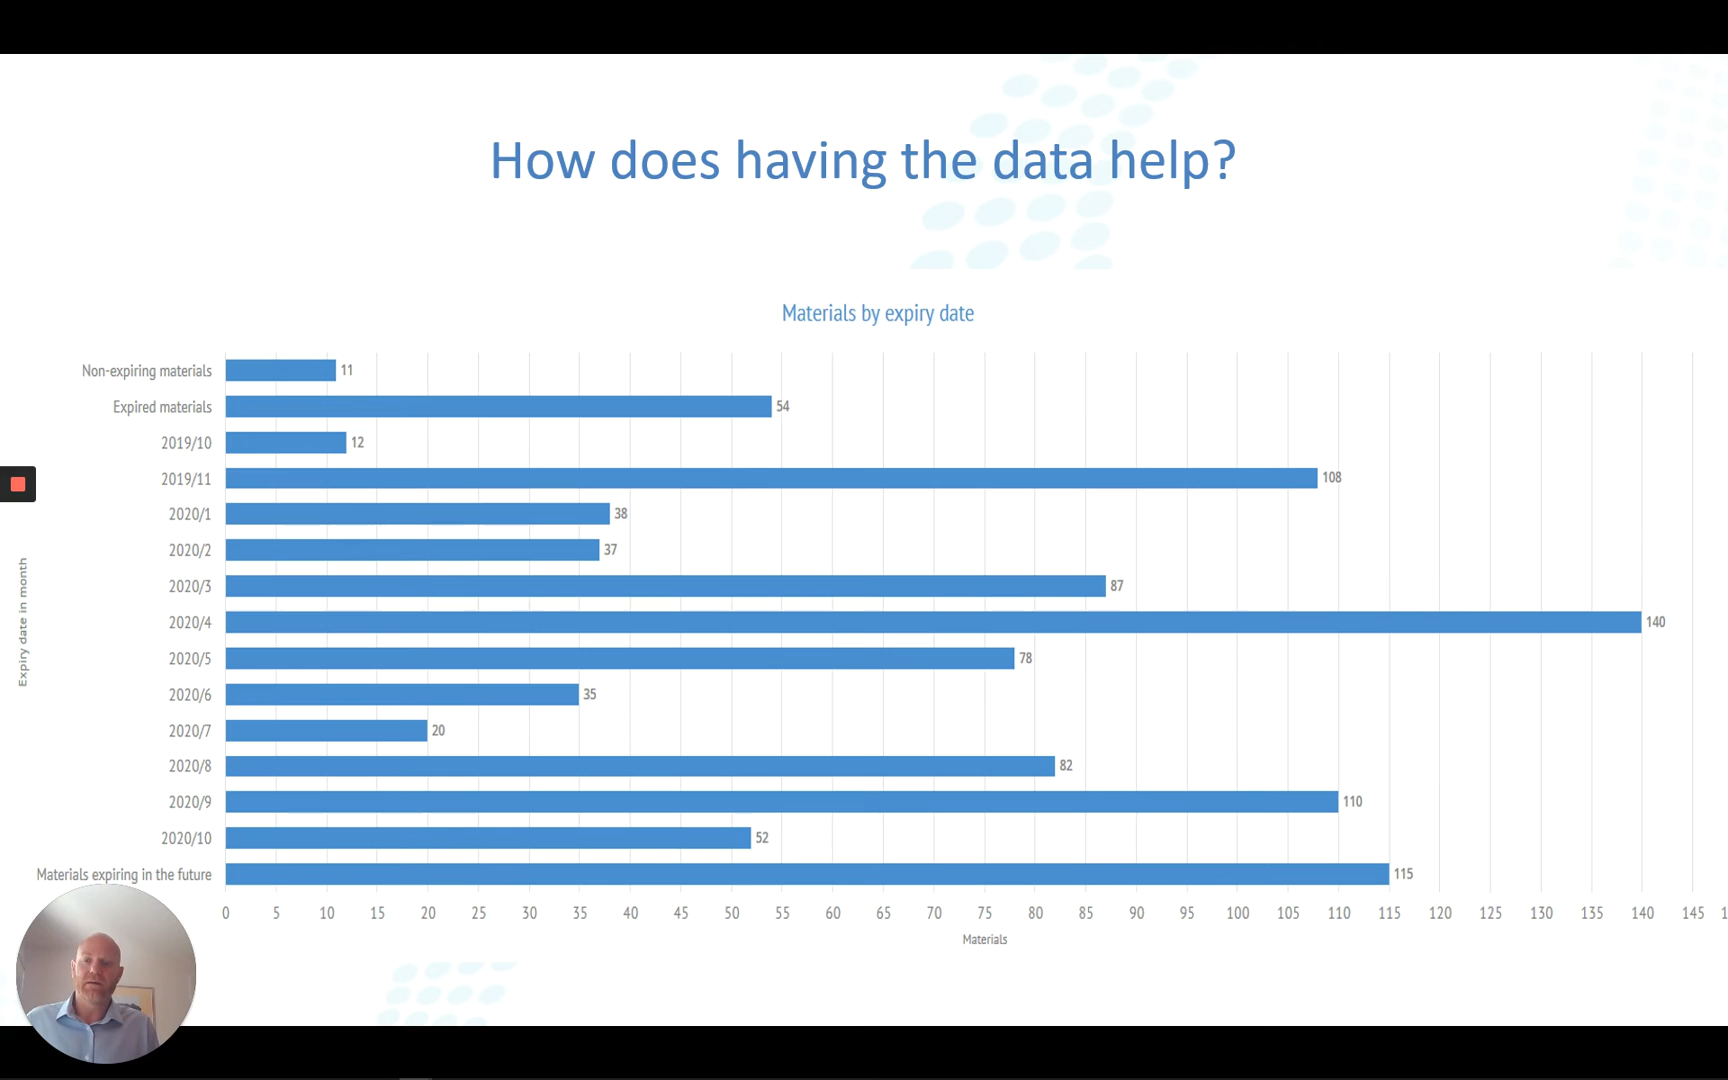 How does having the data help?
Materials by expiry date
Non-expiring materials 11
Expired materials 54
2019/10 12
2019/11 108
2020/1 38
2020/2 37
2020/3 87
2020/4 140
2020/5 78
2020/6 35
2020/7 20
2020/8 82
2020/9 110
2020/10 52
Materials expiring in the future 115
Expiry date in month
0 5 10 15 20 25 30 35 40 45 50 55 60 65 70 75 80 85 90 95 100 105 110 115 120 125 130 135 140 145
Materials